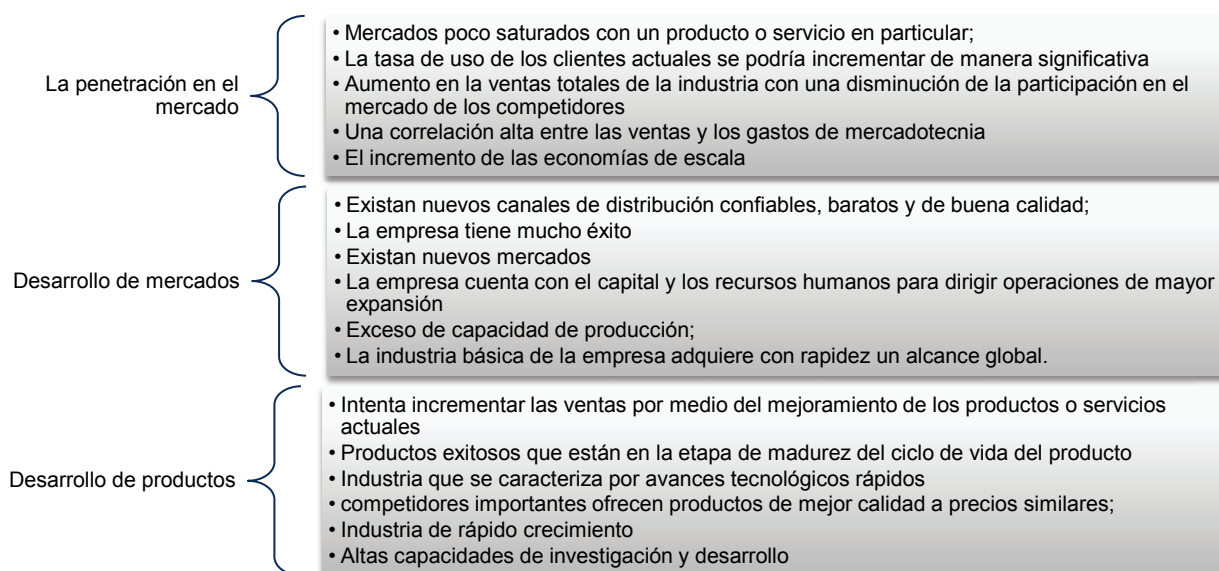 La penetración en el
mercado
• Mercados poco saturados con un producto o servicio en particular;
• La tasa de uso de los clientes actuales se podría incrementar de manera significativa
• Aumento en la ventas totales de la industria con una disminución de la participación en el
mercado de los competidores
• Una correlación alta entre las ventas y los gastos de mercadotecnia
• El incremento de las economías de escala
Desarrollo de mercados
• Existan nuevos canales de distribución confiables, baratos y de buena calidad;
• La empresa tiene mucho éxito
• Existan nuevos mercados
• La empresa cuenta con el capital y los recursos humanos para dirigir operaciones de mayor
expansión
• Exceso de capacidad de producción;
• La industria básica de la empresa adquiere con rapidez un alcance global.
Desarrollo de productos
• Intenta incrementar las ventas por medio del mejoramiento de los productos o servicios
actuales
• Productos exitosos que están en la etapa de madurez del ciclo de vida del producto
• Industria que se caracteriza por avances tecnológicos rápidos
• competidores importantes ofrecen productos de mejor calidad a precios similares;
• Industria de rápido crecimiento
• Altas capacidades de investigación y desarrollo